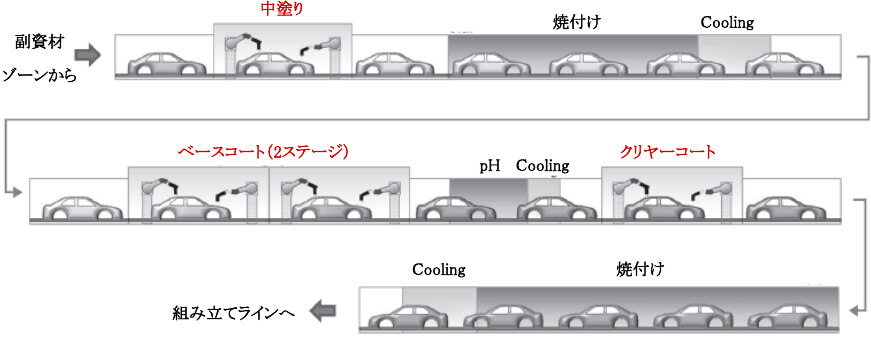 中塗り
焼付け
Cooling
副資材
ゾーンから
ベースコート(2ステージ)
pH
Cooling
クリヤーコート
Cooling
焼付け
組み立てラインへ